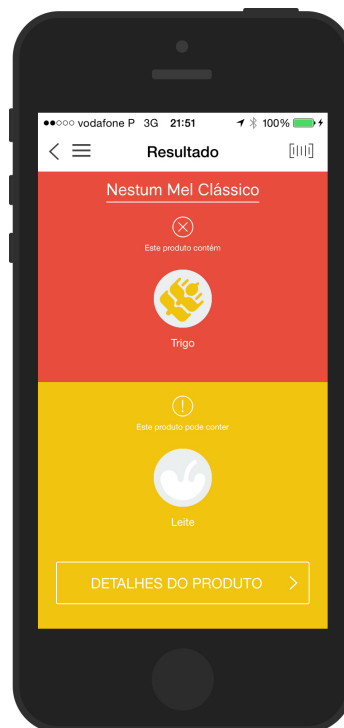 vodafone P 3G 21:51 100%
Resultado
Nestum Mel Clássico
Este produto contém
Trigo
Este produto pode conter
Leite
DETALHES DO PRODUTO